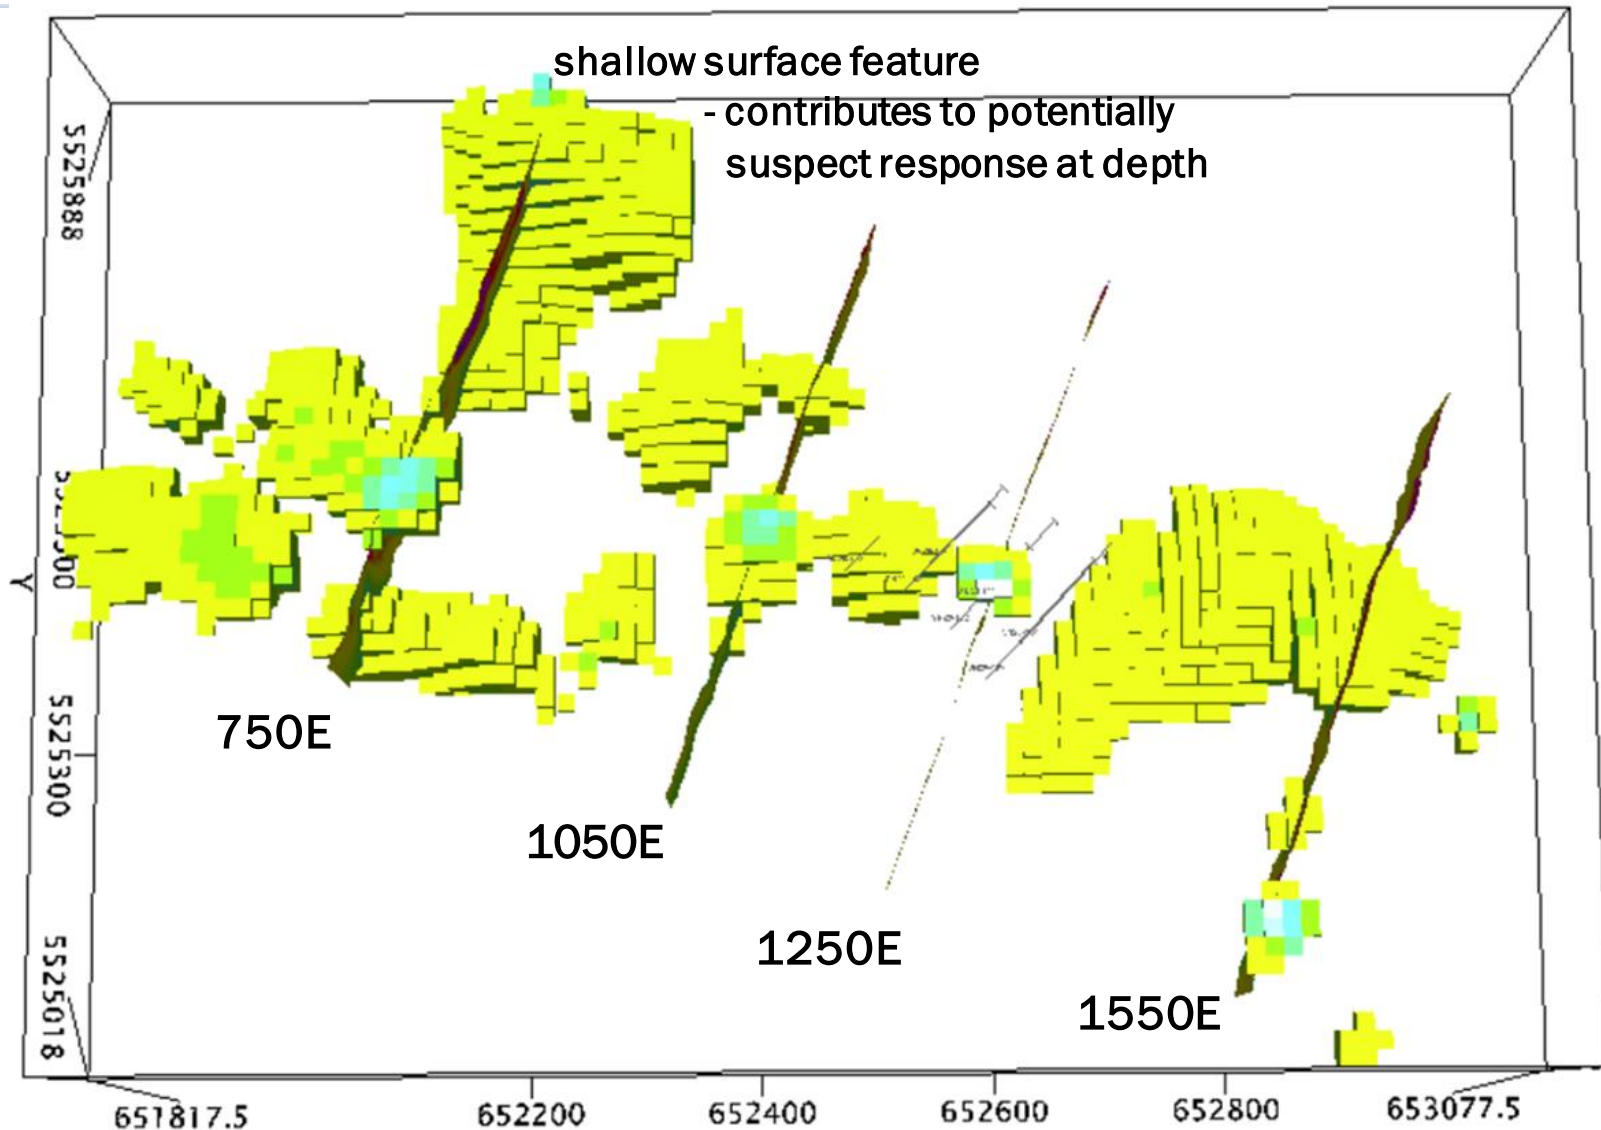 shallow surface feature
- contributes to potentially
suspect response at depth
5525888
Y
5525300
5525018
750E
1050E
1250E
1550E
651817.5
652200
652400
652600
652800
653077.5